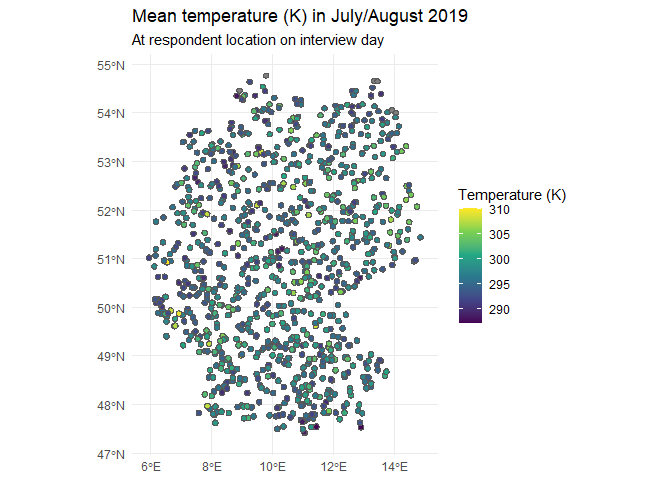 Mean temperature (K) in July/August 2019
At respondent location on interview day
55°N
54°N
53°N
52°N
51°N
50°N
49°N
48°N
47°N
6°E
8°E
10°E
12°E
14°E
Temperature (K)
310
305
300
295
290